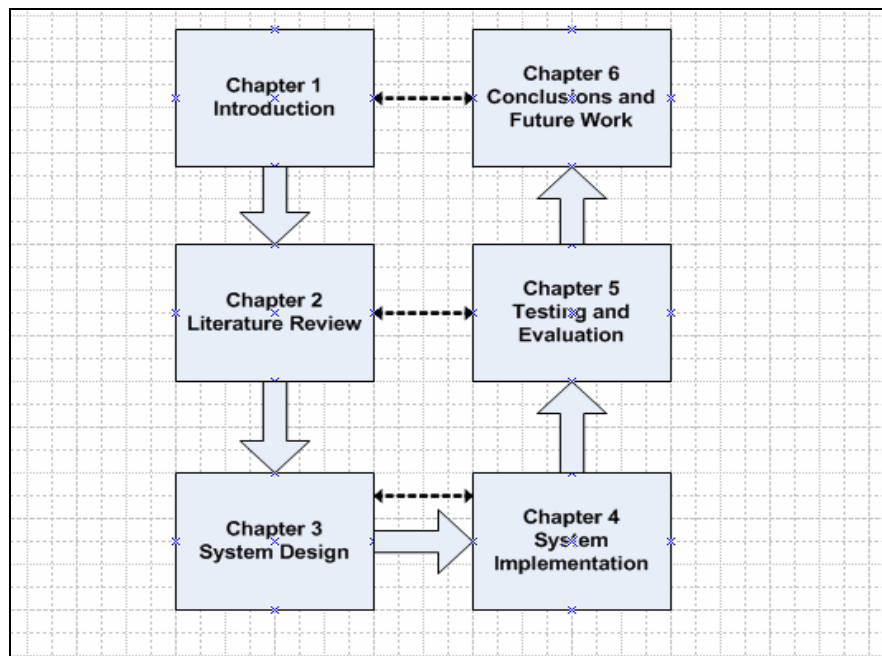 Chapter 1
Introduction
Chapter 6
Conclusions and
Future Work
Chapter 2
Literature Review
Chapter 5
Testing and
Evaluation
Chapter 3
System Design
Chapter 4
System
Implementation